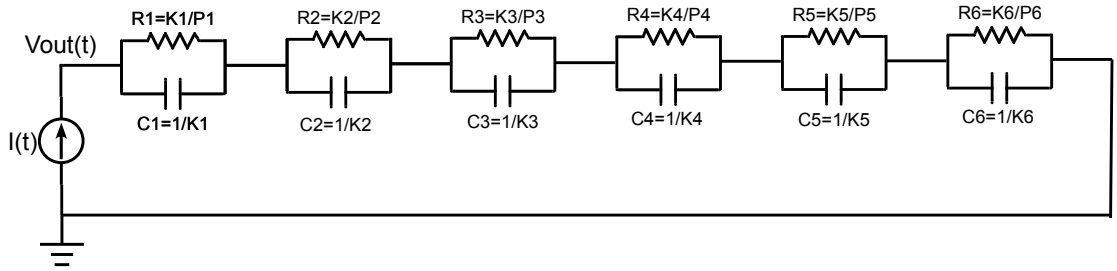 R1=K1/P1 R2=K2/P2 R3=K3/P3 R4=K4/P4 R5=K5/P5 R6=K6/P6
Vout(t)
C1=1/K1 C2=1/K2 C3=1/K3 C4=1/K4 C5=1/K5 C6=1/K6
I(t)